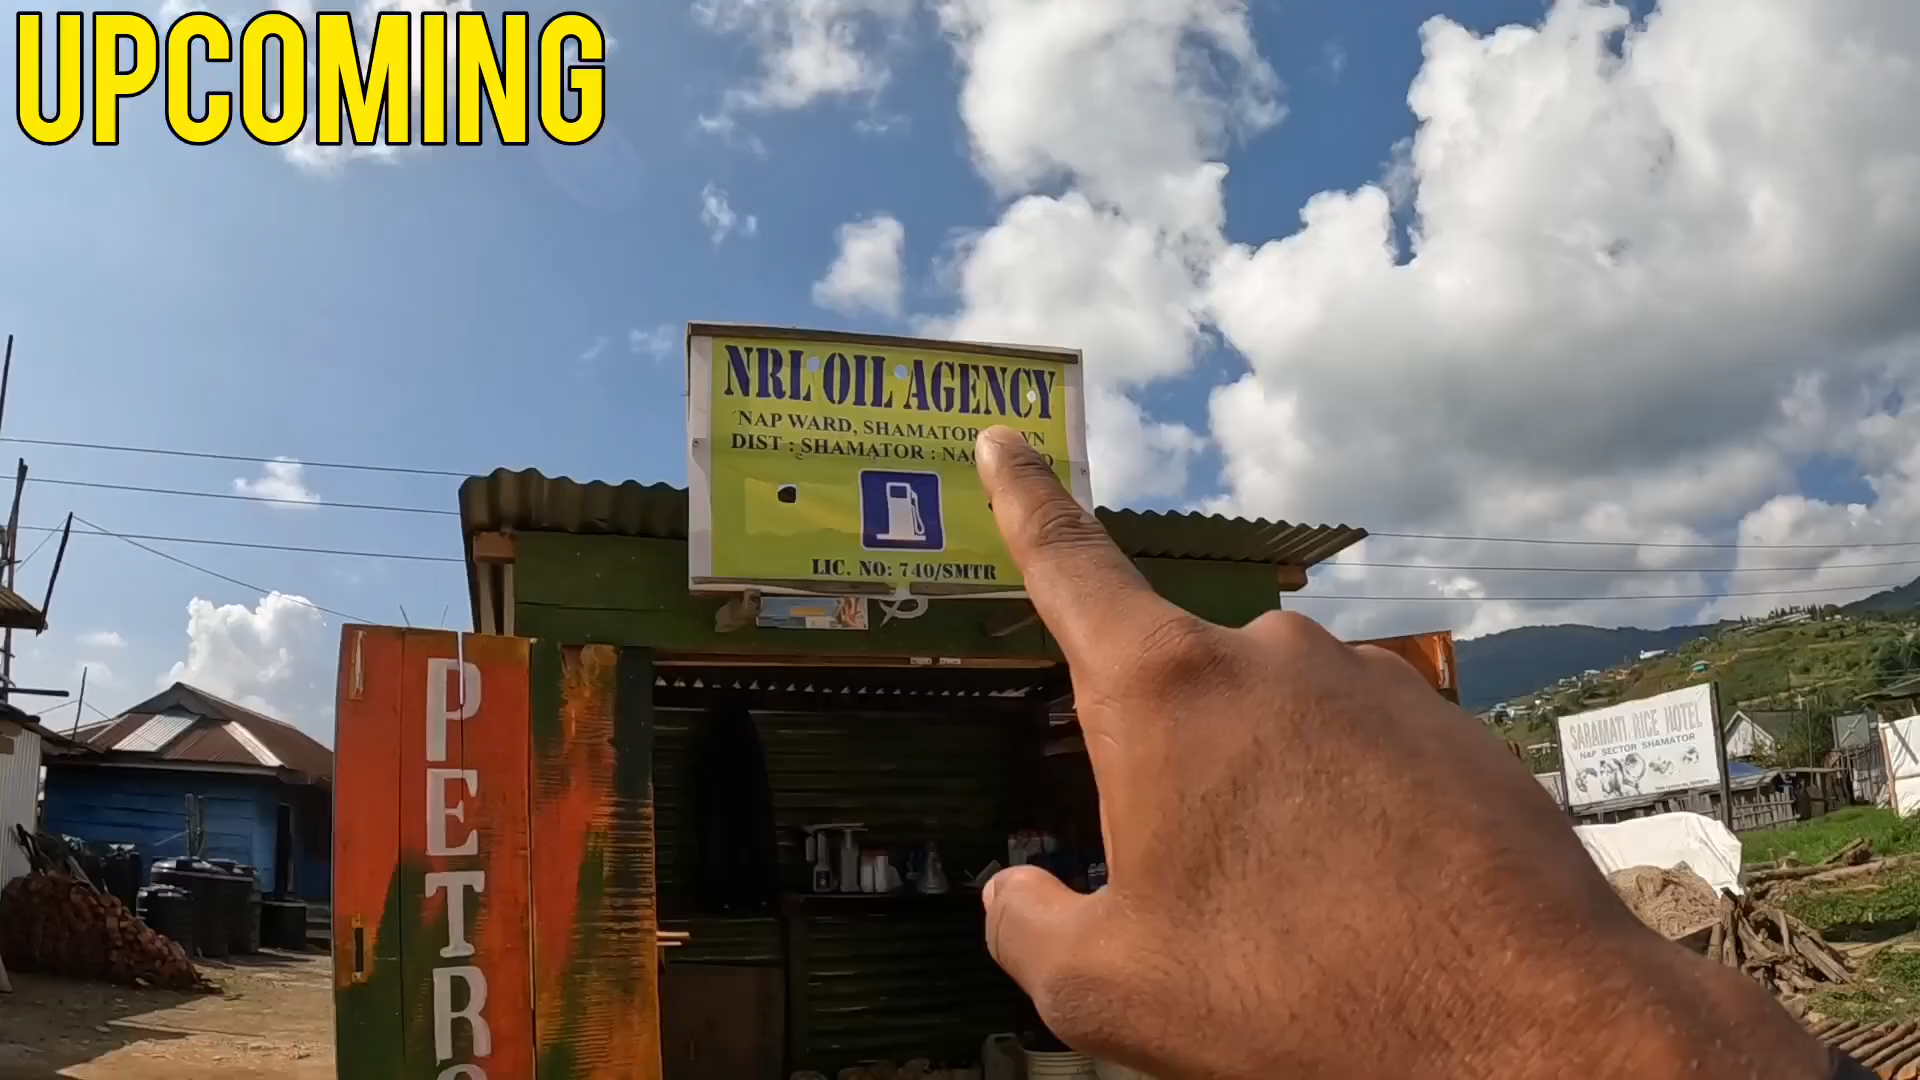 UPCOMING
NRL OIL AGENCY
NAP WARD, SHAMATOR
DIST : SHAMATOR :
LIC. NO: 740/SMTR
PETR
SARAMATI RICE HOTEL
NAP SECTOR SHAMATOR